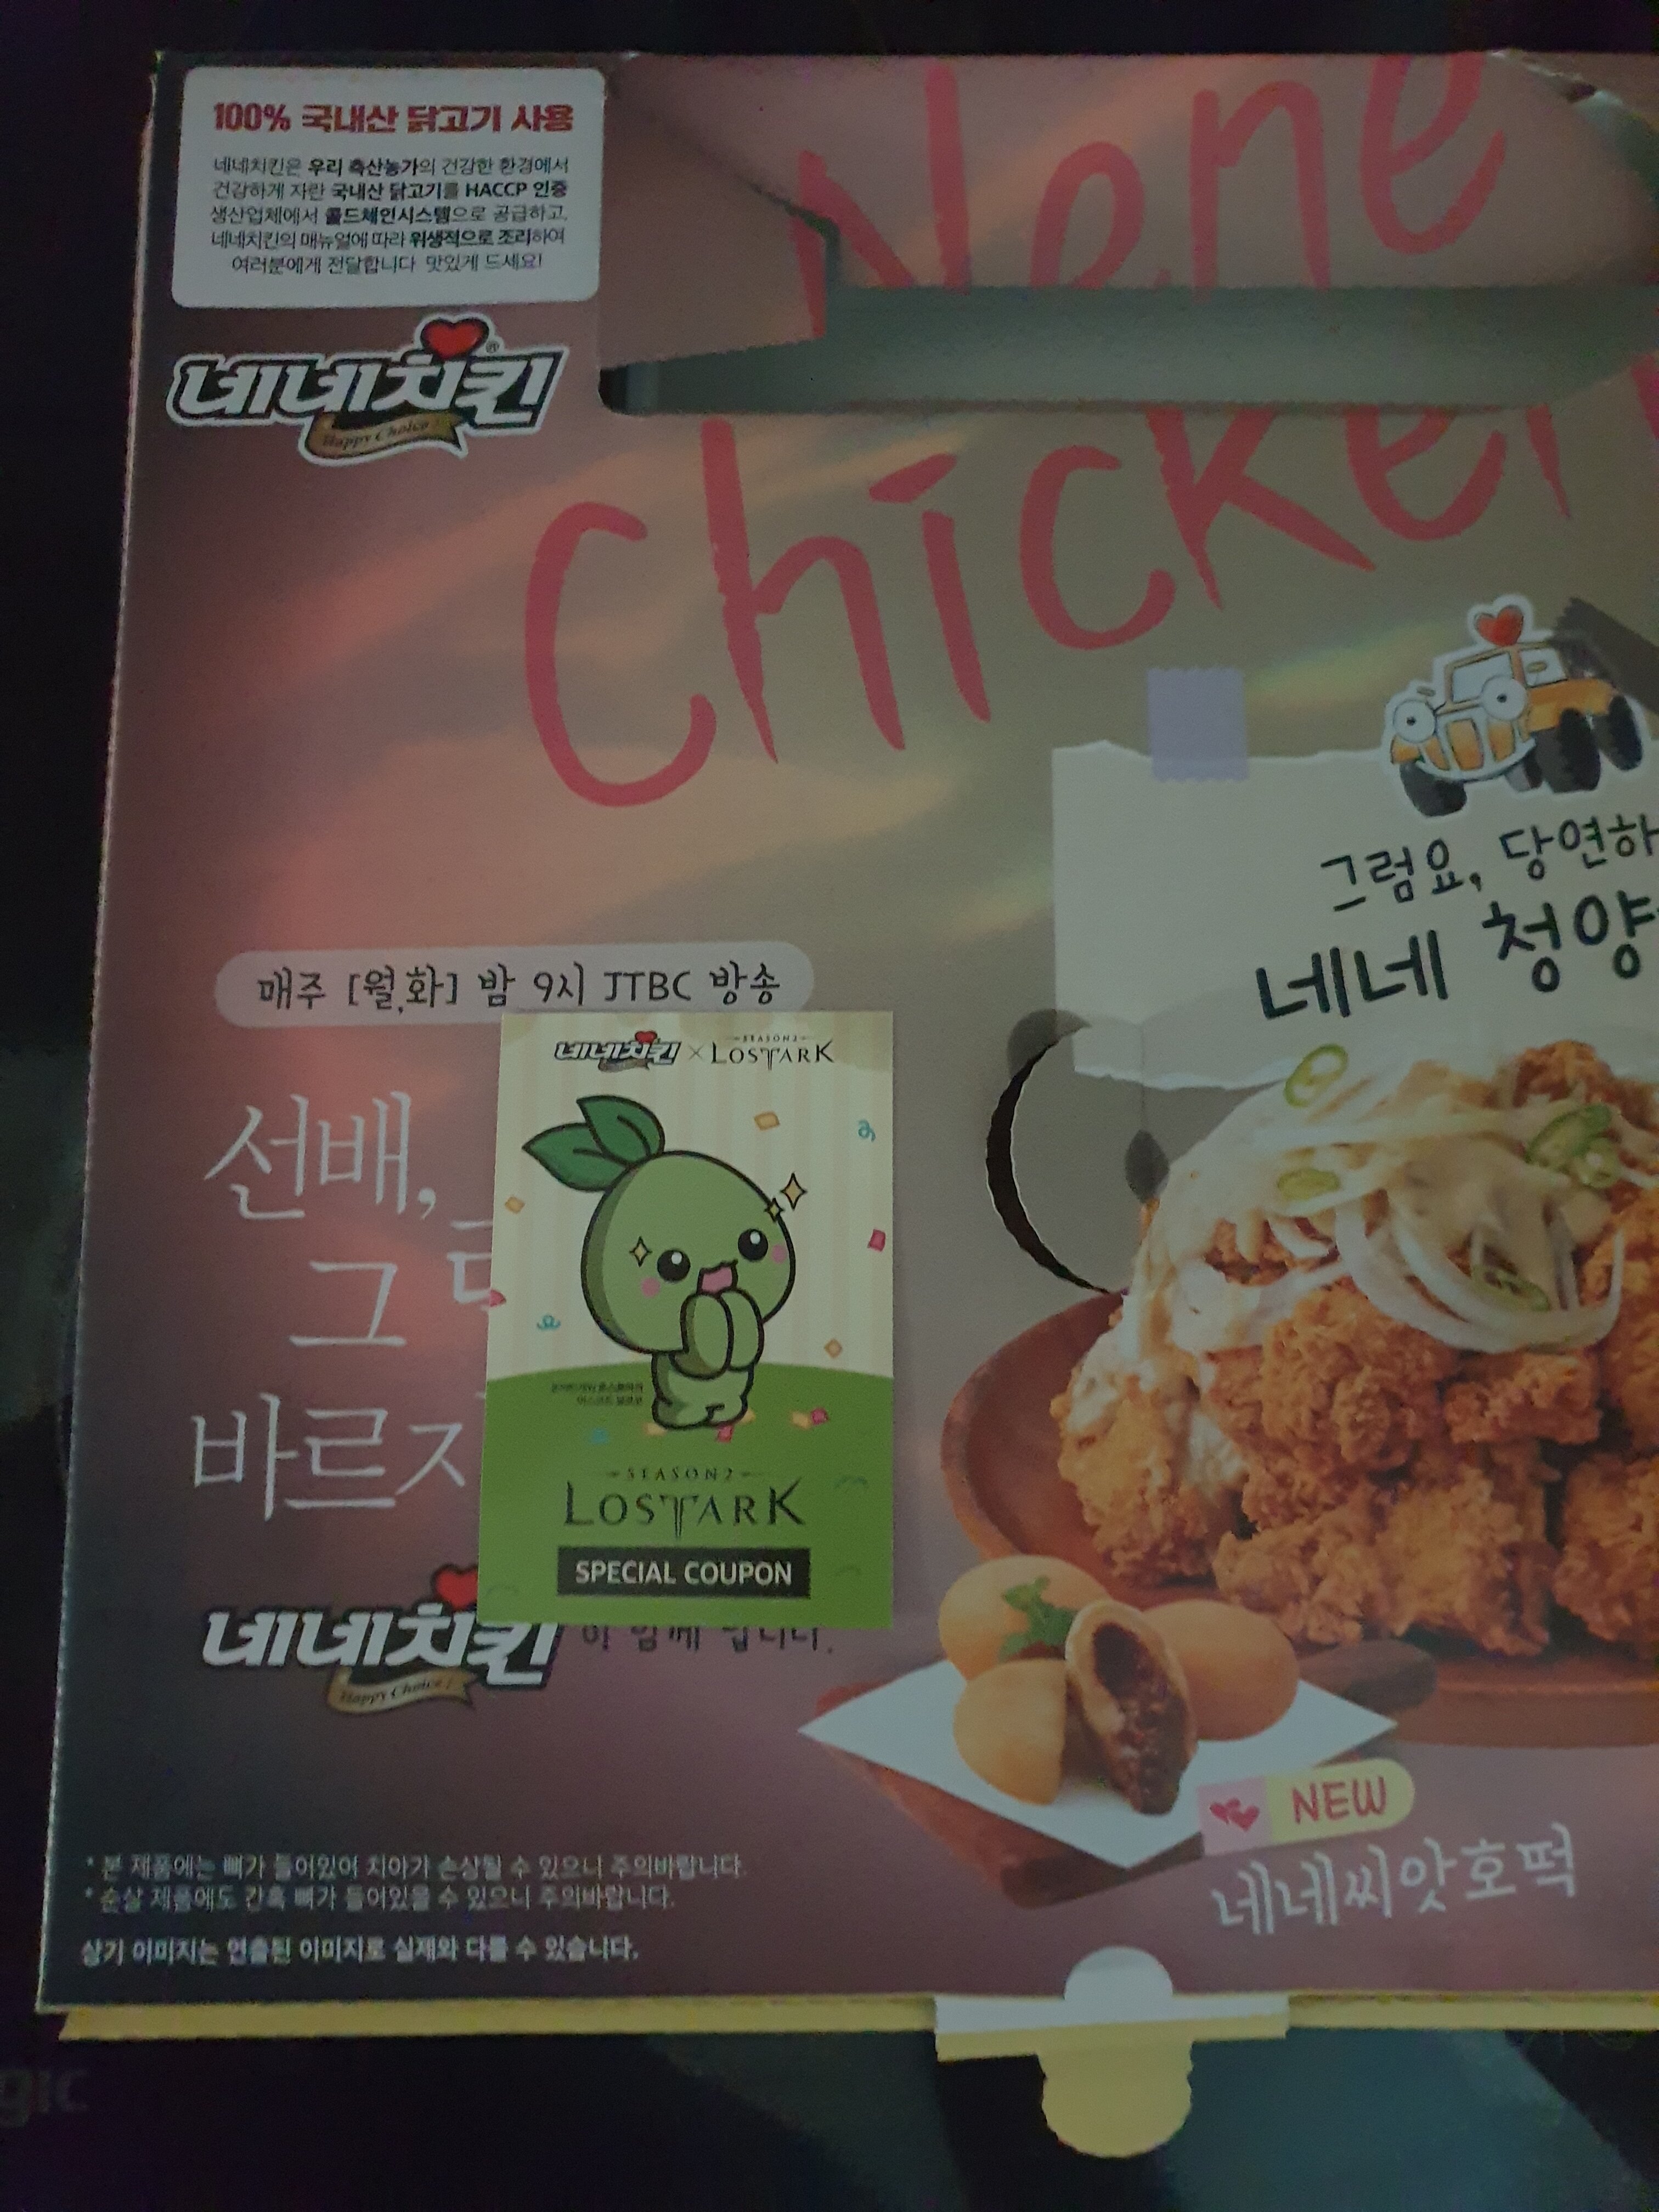 100% 국내산 닭고기 사용
네네치킨은 우리 축산농가의 건강한 환경에서
건강하게 자란 국내산 닭고기를 HACCP 인증
생산업체에서 콜드체인시스템으로 공급하고,
네네치킨의 매뉴얼에 따라 위생적으로 조리하여
여러분에게 전달합니다 맛있게 드세요!
네네치킨
Happy Choice!
Nene
Chicken
그럼요, 당연하
네네 청양
매주 [월,화] 밤 9시 JTBC 방송
선배,
그
바르
네네치킨 × SEASON2 LOSTARK
SEASON2
LOSTARK
SPECIAL COUPON
네네치킨
Happy Choice!
NEW
네네씨앗호떡
* 본 제품에는 뼈가 들어있어 치아가 손상될 수 있으니 주의바랍니다.
* 순살 제품에도 간혹 뼈가 들어있을 수 있으니 주의바랍니다.
상기 이미지는 연출된 이미지로 실제와 다를 수 있습니다.
gic